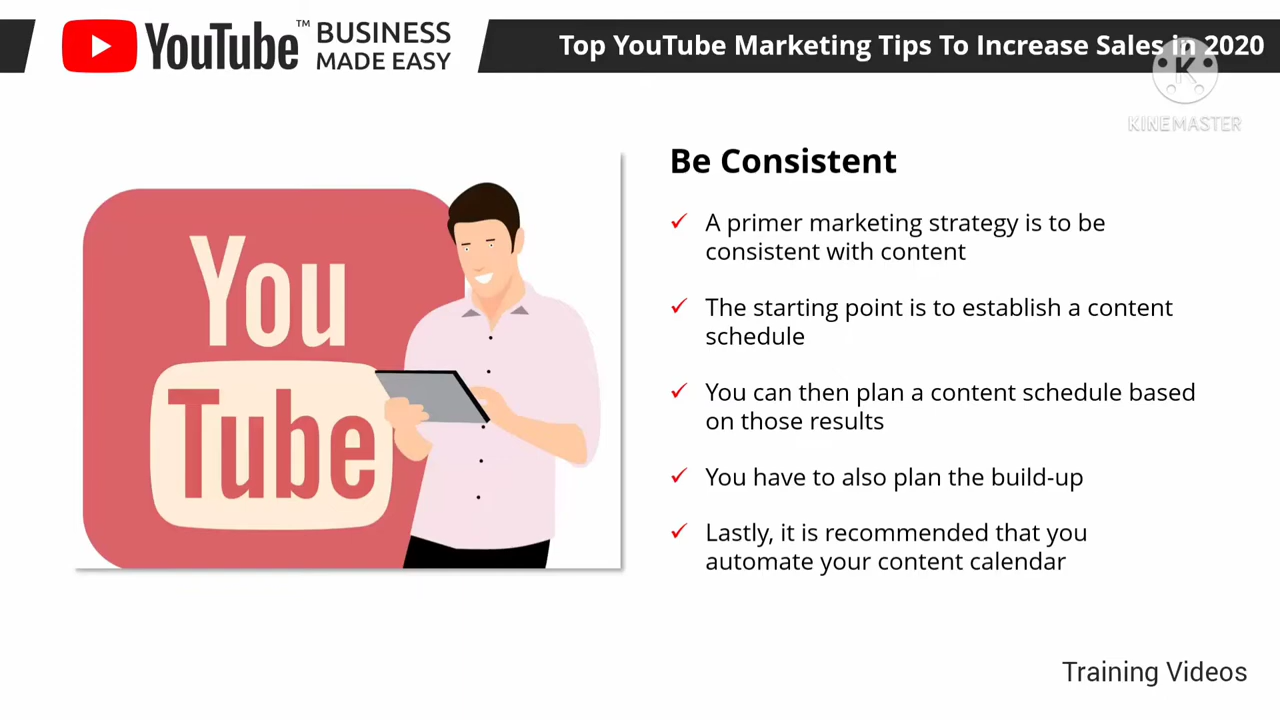 YouTube™ BUSINESS
MADE EASY
Top YouTube Marketing Tips To Increase Sales in 2020
K
KINEMASTER
You
Tube
Be Consistent
✓ A primer marketing strategy is to be
consistent with content
✓ The starting point is to establish a content
schedule
✓ You can then plan a content schedule based
on those results
✓ You have to also plan the build-up
✓ Lastly, it is recommended that you
automate your content calendar
Training Videos